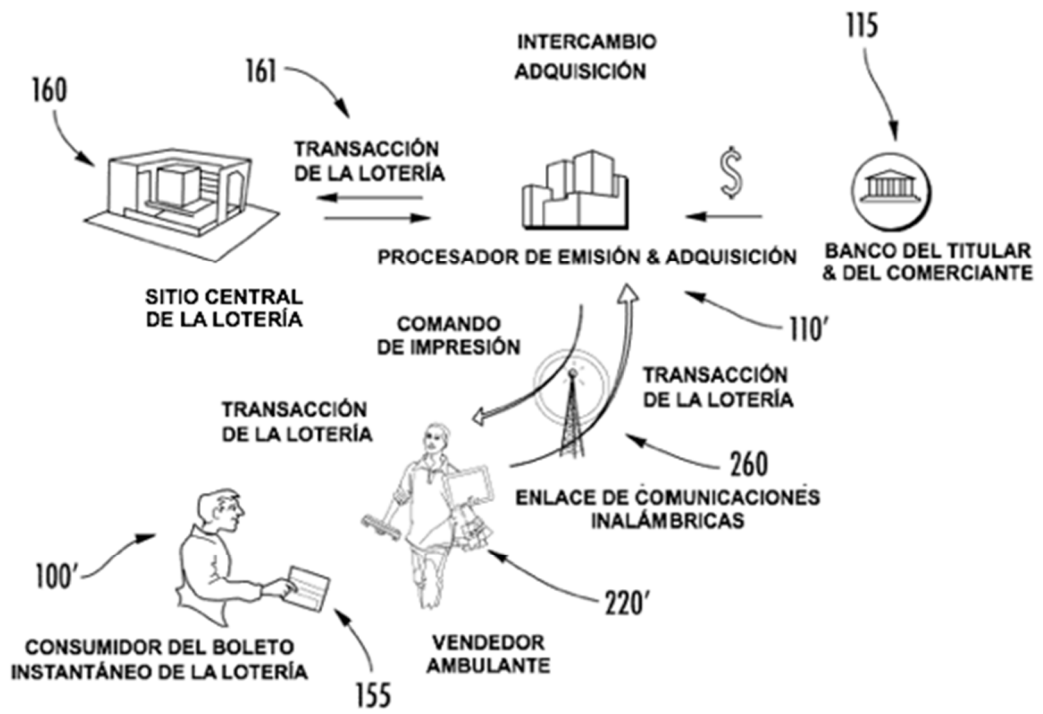 115
INTERCAMBIO
ADQUISICIÓN
161
160
TRANSACCIÓN
DE LA LOTERÍA
$
PROCESADOR DE EMISIÓN & ADQUISICIÓN
BANCO DEL TITULAR
& DEL COMERCIANTE
SITIO CENTRAL
DE LA LOTERÍA
110'
COMANDO
DE IMPRESIÓN
TRANSACCIÓN
DE LA LOTERÍA
TRANSACCIÓN
DE LA LOTERÍA
260
ENLACE DE COMUNICACIONES
INALÁMBRICAS
100'
220'
CONSUMIDOR DEL BOLETO
INSTANTÁNEO DE LA LOTERÍA
VENDEDOR
AMBULANTE
155